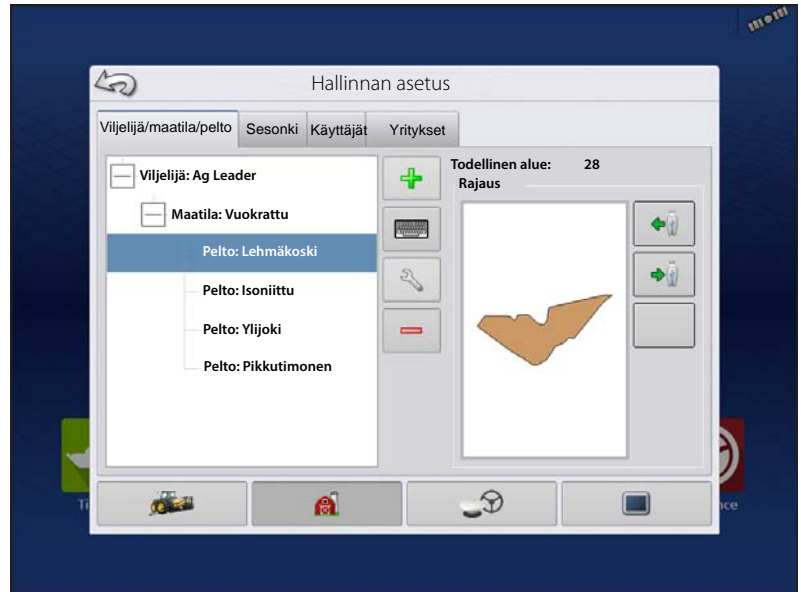 Hallinnan asetus
Viljelijä/maatila/pelto Sesonki Käyttäjät Yritykset
Viljelijä: Ag Leader
Maatila: Vuokrattu
Pelto: Lehmäkoski
Pelto: Isoniittu
Pelto: Ylijoki
Pelto: Pikkutimonen
Todellinen alue: 28
Rajaus